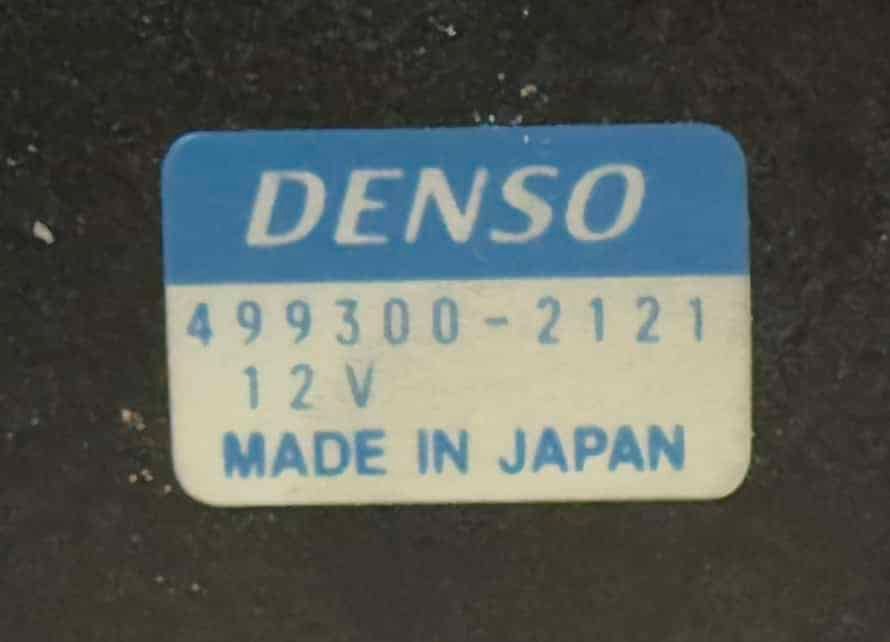 DENSO
499300-2121
12V
MADE IN JAPAN